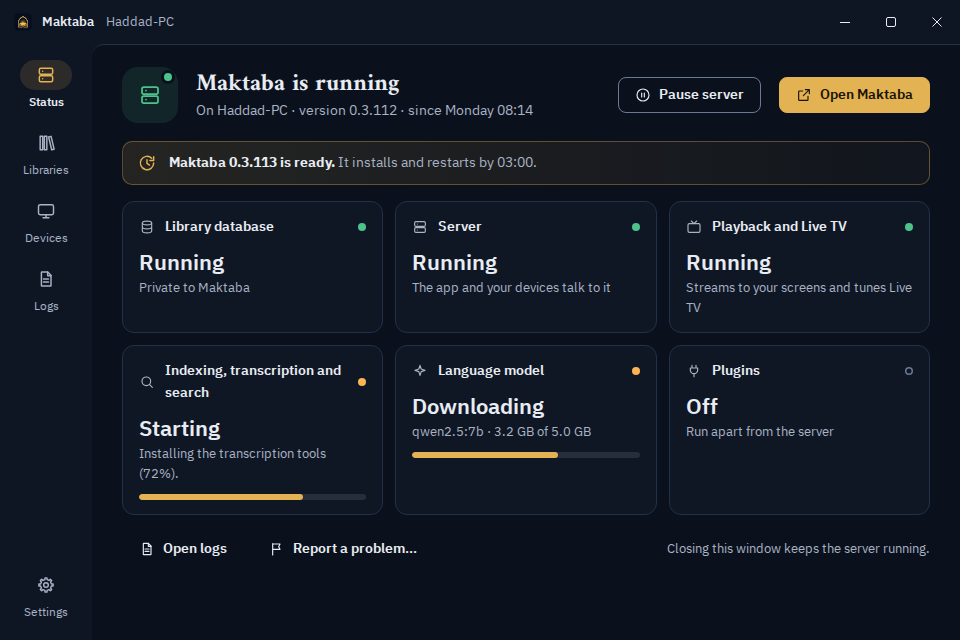 Maktaba Haddad-PC
Status
Libraries
Devices
Logs
Settings
Maktaba is running
On Haddad-PC · version 0.3.112 · since Monday 08:14
Pause server
Open Maktaba
Maktaba 0.3.113 is ready. It installs and restarts by 03:00.
Library database
Running
Private to Maktaba
Server
Running
The app and your devices talk to it
Playback and Live TV
Running
Streams to your screens and tunes Live
TV
Indexing, transcription and
search
Starting
Installing the transcription tools
(72%).
Language model
Downloading
qwen2.5:7b · 3.2 GB of 5.0 GB
Plugins
Off
Run apart from the server
Open logs
Report a problem...
Closing this window keeps the server running.